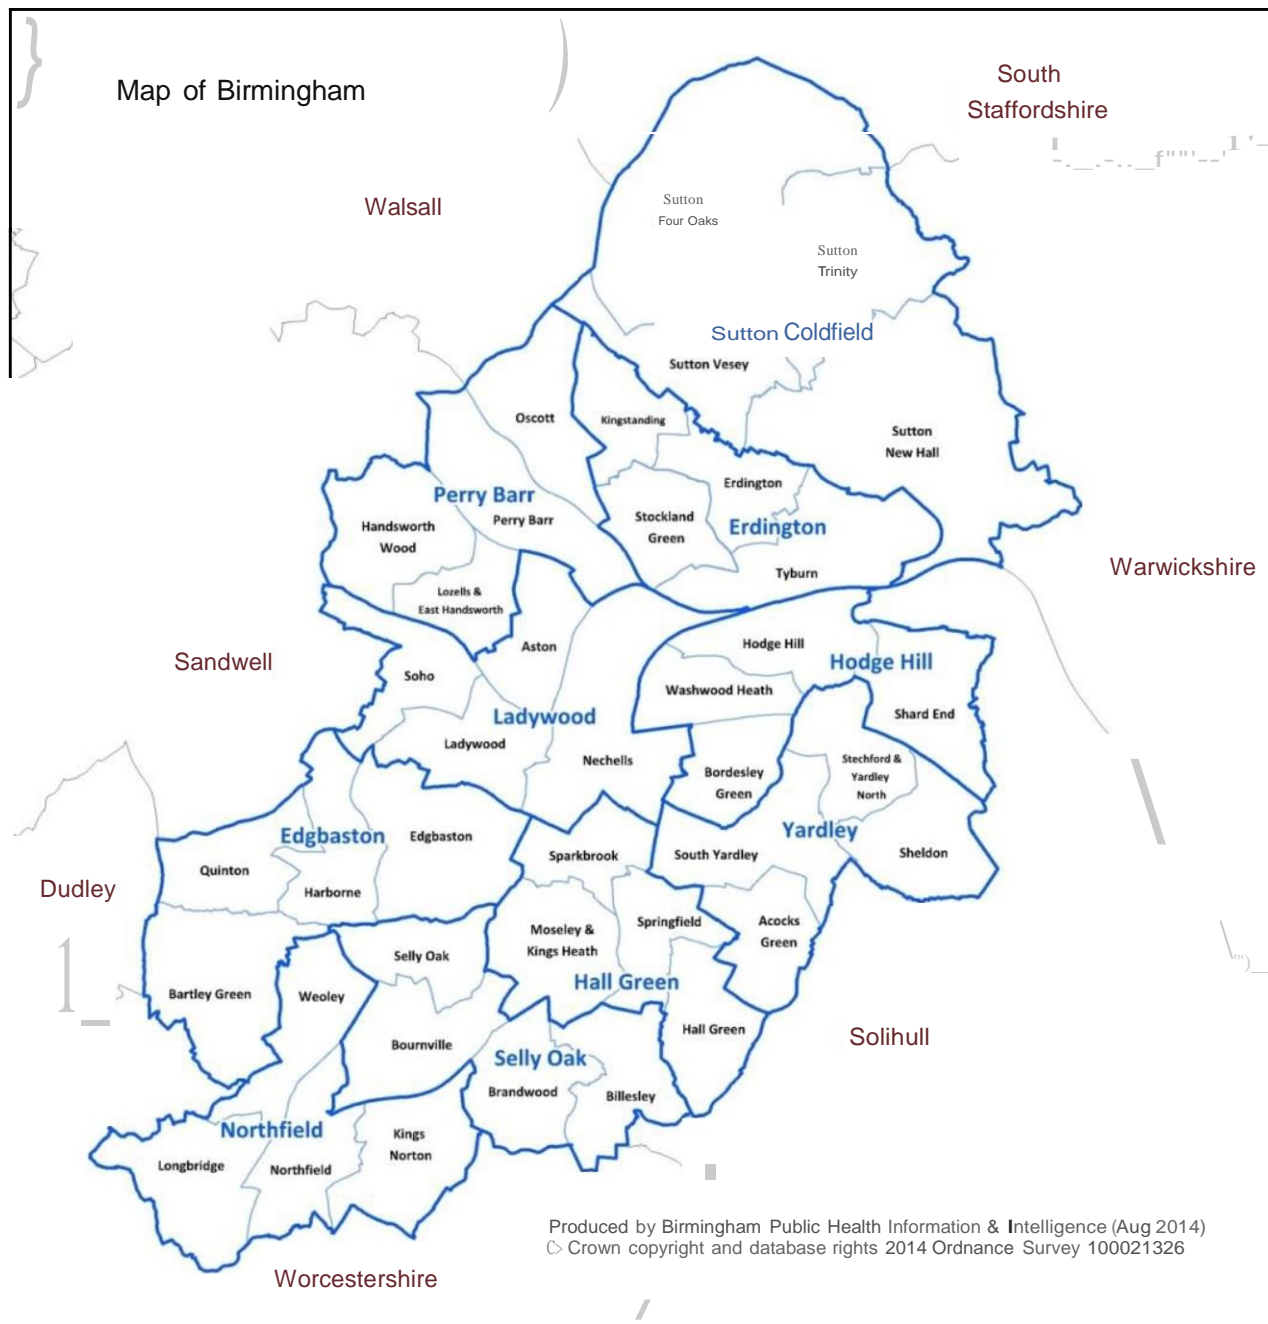 Map of Birmingham
South
Staffordshire
Walsall
Sutton
Four Oaks
Sutton
Trinity
Sutton Coldfield
Sutton Vesey
Oscott
Kingstanding
Sutton
New Hall
Erdington
Perry Barr
Perry Barr
Handsworth
Wood
Stockland
Green
Erdington
Tyburn
Warwickshire
Lozells &
East Handsworth
Aston
Hodge Hill
Hodge Hill
Sandwell
Soho
Washwood Heath
Ladywood
Shard End
Ladywood
Nechells
Bordesley
Green
Stechford &
Yardley
North
Edgbaston
Edgbaston
Yardley
Quinton
Sparkbrook
South Yardley
Sheldon
Dudley
Harborne
Moseley &
Kings Heath
Springfield
Acocks
Green
Selly Oak
Hall Green
Bartley Green
Weoley
Hall Green
Solihull
Bournville
Selly Oak
Brandwood
Billesley
Northfield
Kings
Norton
Longbridge
Northfield
Produced by Birmingham Public Health Information & Intelligence (Aug 2014)
Crown copyright and database rights 2014 Ordnance Survey 100021326
Worcestershire